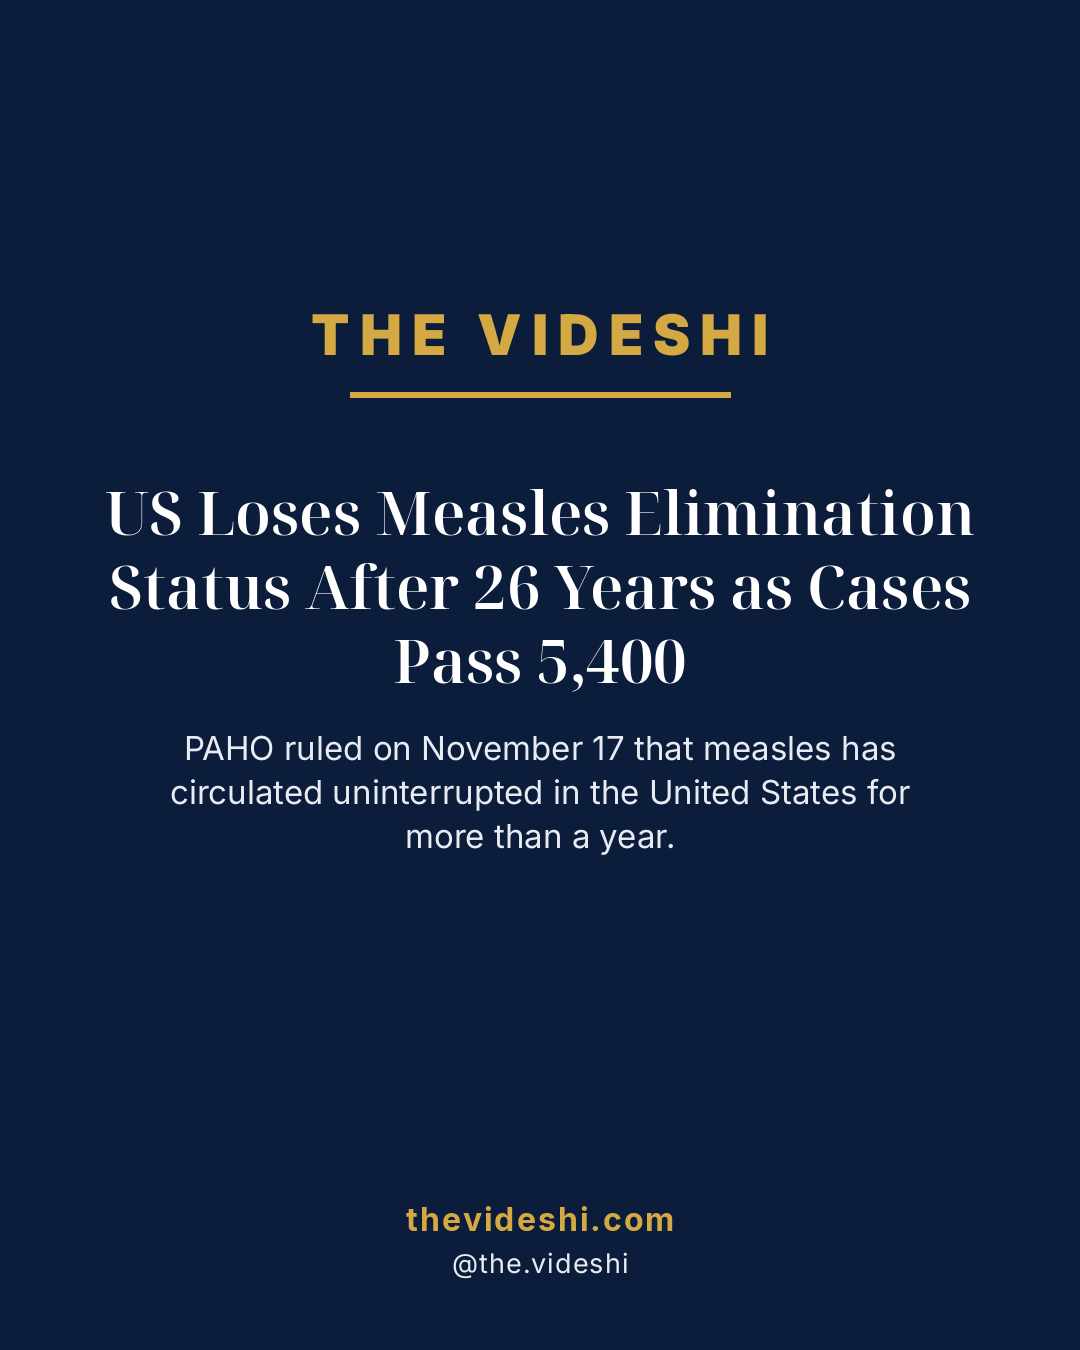 THE VIDESHI
US Loses Measles Elimination
Status After 26 Years as Cases
Pass 5,400
PAHO ruled on November 17 that measles has
circulated uninterrupted in the United States for
more than a year.
thevideshi.com
@the.videshi